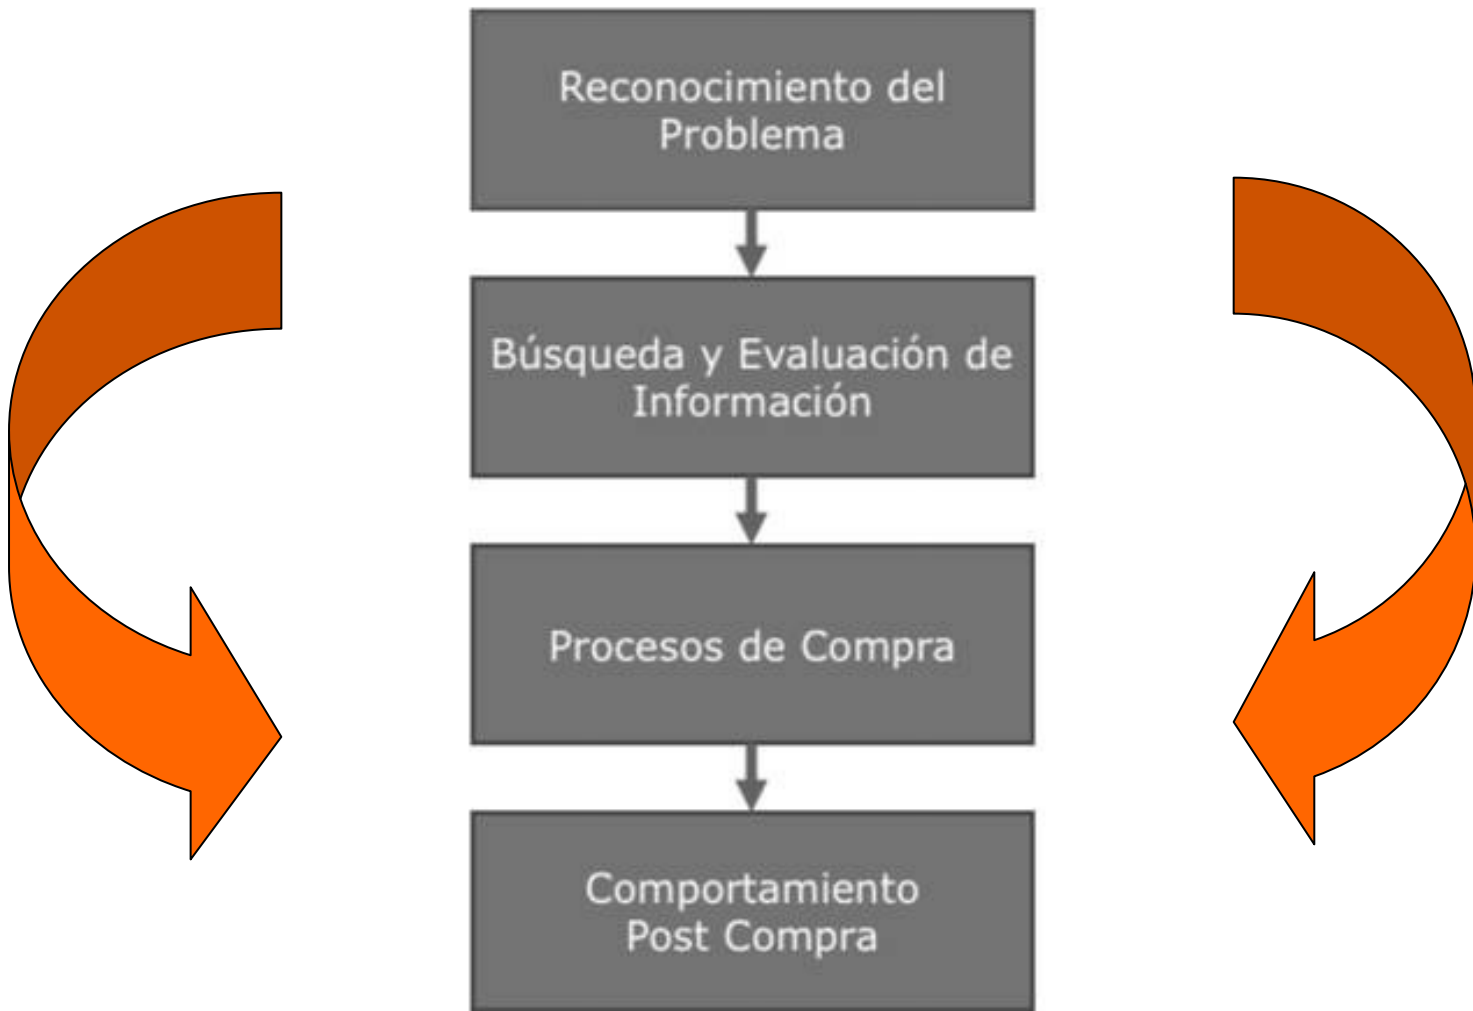 Reconocimiento del
Problema
Búsqueda y Evaluación de
Información
Procesos de Compra
Comportamiento
Post Compra